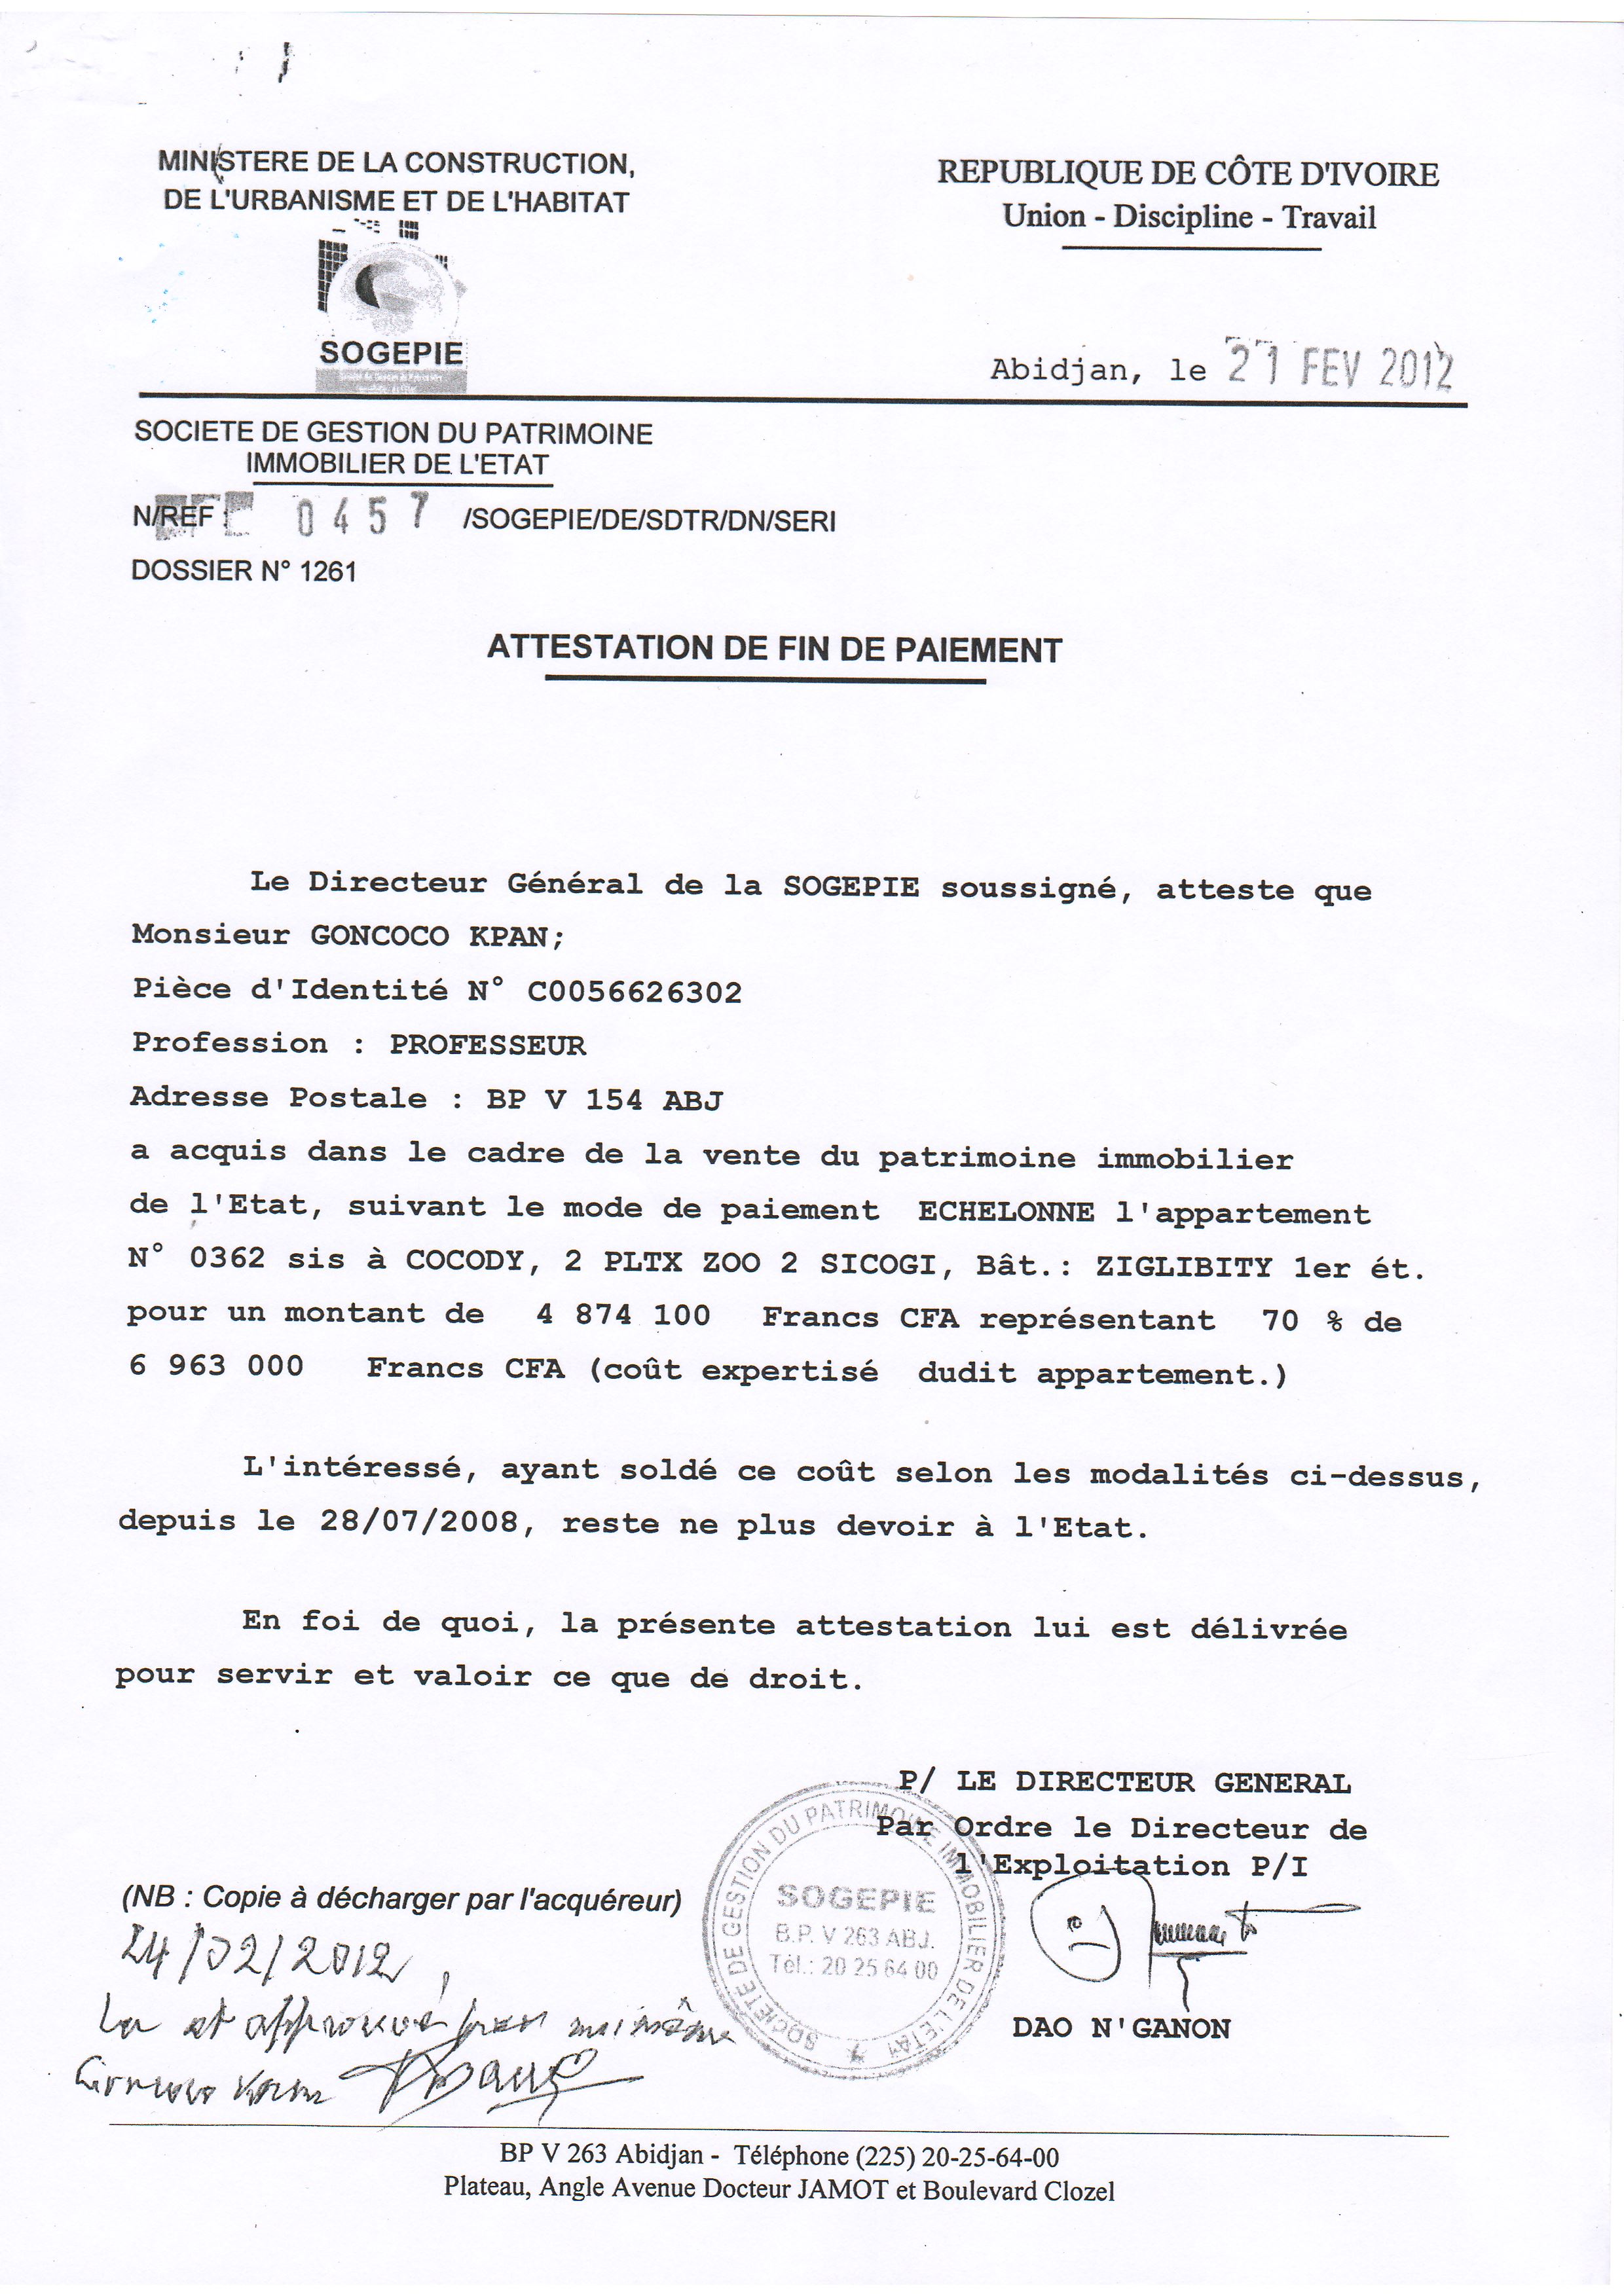 MINISTERE DE LA CONSTRUCTION,
DE L'URBANISME ET DE L'HABITAT
REPUBLIQUE DE CÔTE D'IVOIRE
Union - Discipline - Travail
SOGEPIE
Abidjan, le 21 FEV 2012
SOCIETE DE GESTION DU PATRIMOINE
IMMOBILIER DE L'ETAT
N/REF : 0457 /SOGEPIE/DE/SDTR/DN/SERI
DOSSIER N° 1261
ATTESTATION DE FIN DE PAIEMENT
Le Directeur Général de la SOGEPIE soussigné, atteste que
Monsieur GONCOCO KPAN;
Pièce d'Identité N° C0056626302
Profession : PROFESSEUR
Adresse Postale : BP V 154 ABJ
a acquis dans le cadre de la vente du patrimoine immobilier
de l'Etat, suivant le mode de paiement ECHELONNE l'appartement
N° 0362 sis à COCODY, 2 PLTX ZOO 2 SICOGI, Bât.: ZIGLIBITY 1er ét.
pour un montant de 4 874 100 Francs CFA représentant 70 % de
6 963 000 Francs CFA (coût expertisé dudit appartement.)
L'intéressé, ayant soldé ce coût selon les modalités ci-dessus,
depuis le 28/07/2008, reste ne plus devoir à l'Etat.
En foi de quoi, la présente attestation lui est délivrée
pour servir et valoir ce que de droit.
P/ LE DIRECTEUR GENERAL
Par Ordre le Directeur de
l'Exploitation P/I
SOCIETE DE GESTION DU PATRIMOINE IMMOBILIER DE L'ETAT
SOGEPIE
B.P. V 263 ABJ.
Tél.: 20 25 64 00
DAO N'GANON
(NB : Copie à décharger par l'acquéreur)
24/02/2012,
Lu et approuvé par moi même
BP V 263 Abidjan - Téléphone (225) 20-25-64-00
Plateau, Angle Avenue Docteur JAMOT et Boulevard Clozel